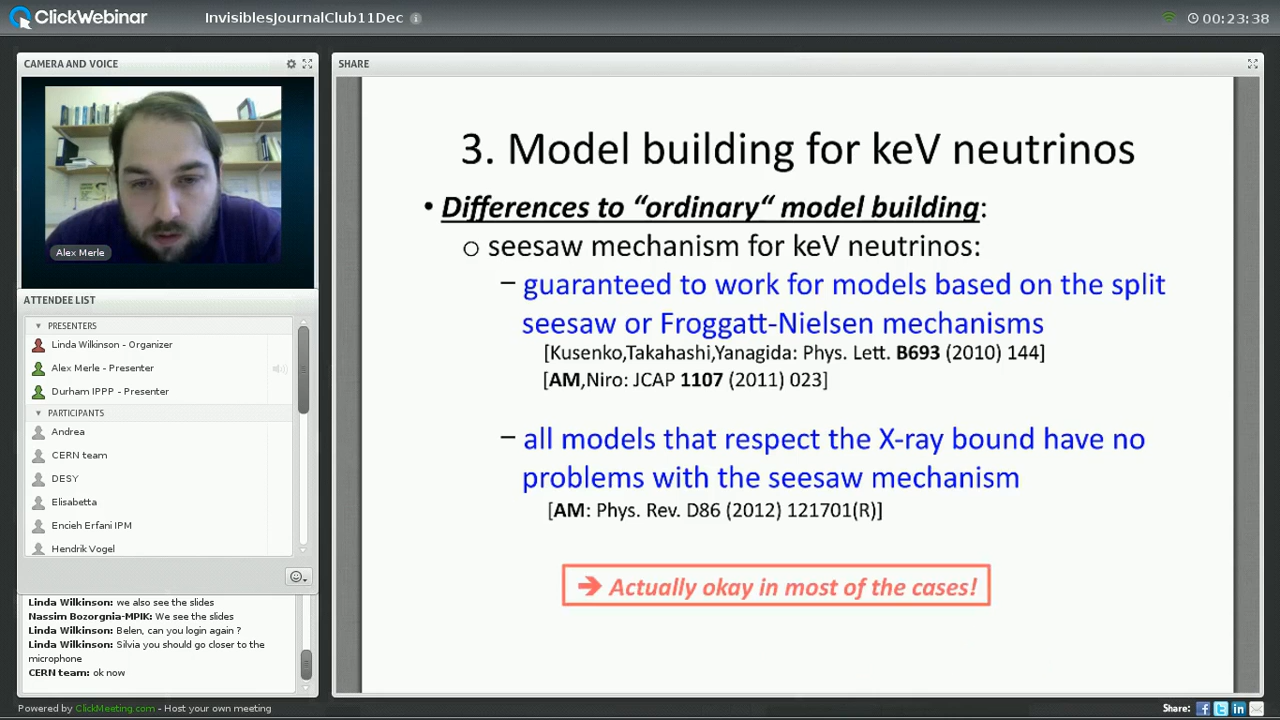 ClickWebinar
InvisiblesJournalClub11Dec
00:23:38
CAMERA AND VOICE
Alex Merle
ATTENDEE LIST
PRESENTERS
Linda Wilkinson - Organizer
Alex Merle - Presenter
Durham IPPP - Presenter
PARTICIPANTS
Andrea
CERN team
DESY
Elisabetta
Encieh Erfani IPM
Hendrik Vogel
Linda Wilkinson: we also see the slides
Nassim Bozorgnia-MPIK: We see the slides
Linda Wilkinson: Belen, can you login again ?
Linda Wilkinson: Silvia you should go closer to the
microphone
CERN team: ok now
SHARE
3. Model building for keV neutrinos
• Differences to “ordinary“ model building:
o seesaw mechanism for keV neutrinos:
– guaranteed to work for models based on the split
seesaw or Froggatt-Nielsen mechanisms
[Kusenko,Takahashi,Yanagida: Phys. Lett. B693 (2010) 144]
[AM,Niro: JCAP 1107 (2011) 023]
– all models that respect the X-ray bound have no
problems with the seesaw mechanism
[AM: Phys. Rev. D86 (2012) 121701(R)]
➔ Actually okay in most of the cases!
Powered by ClickMeeting.com - Host your own meeting
Share: